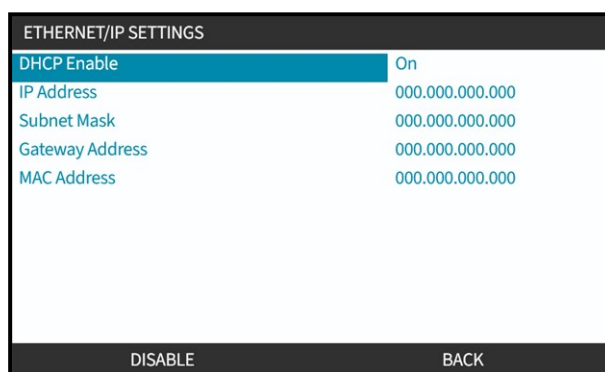 ETHERNET/IP SETTINGS
DHCP Enable On
IP Address 000.000.000.000
Subnet Mask 000.000.000.000
Gateway Address 000.000.000.000
MAC Address 000.000.000.000
DISABLE BACK